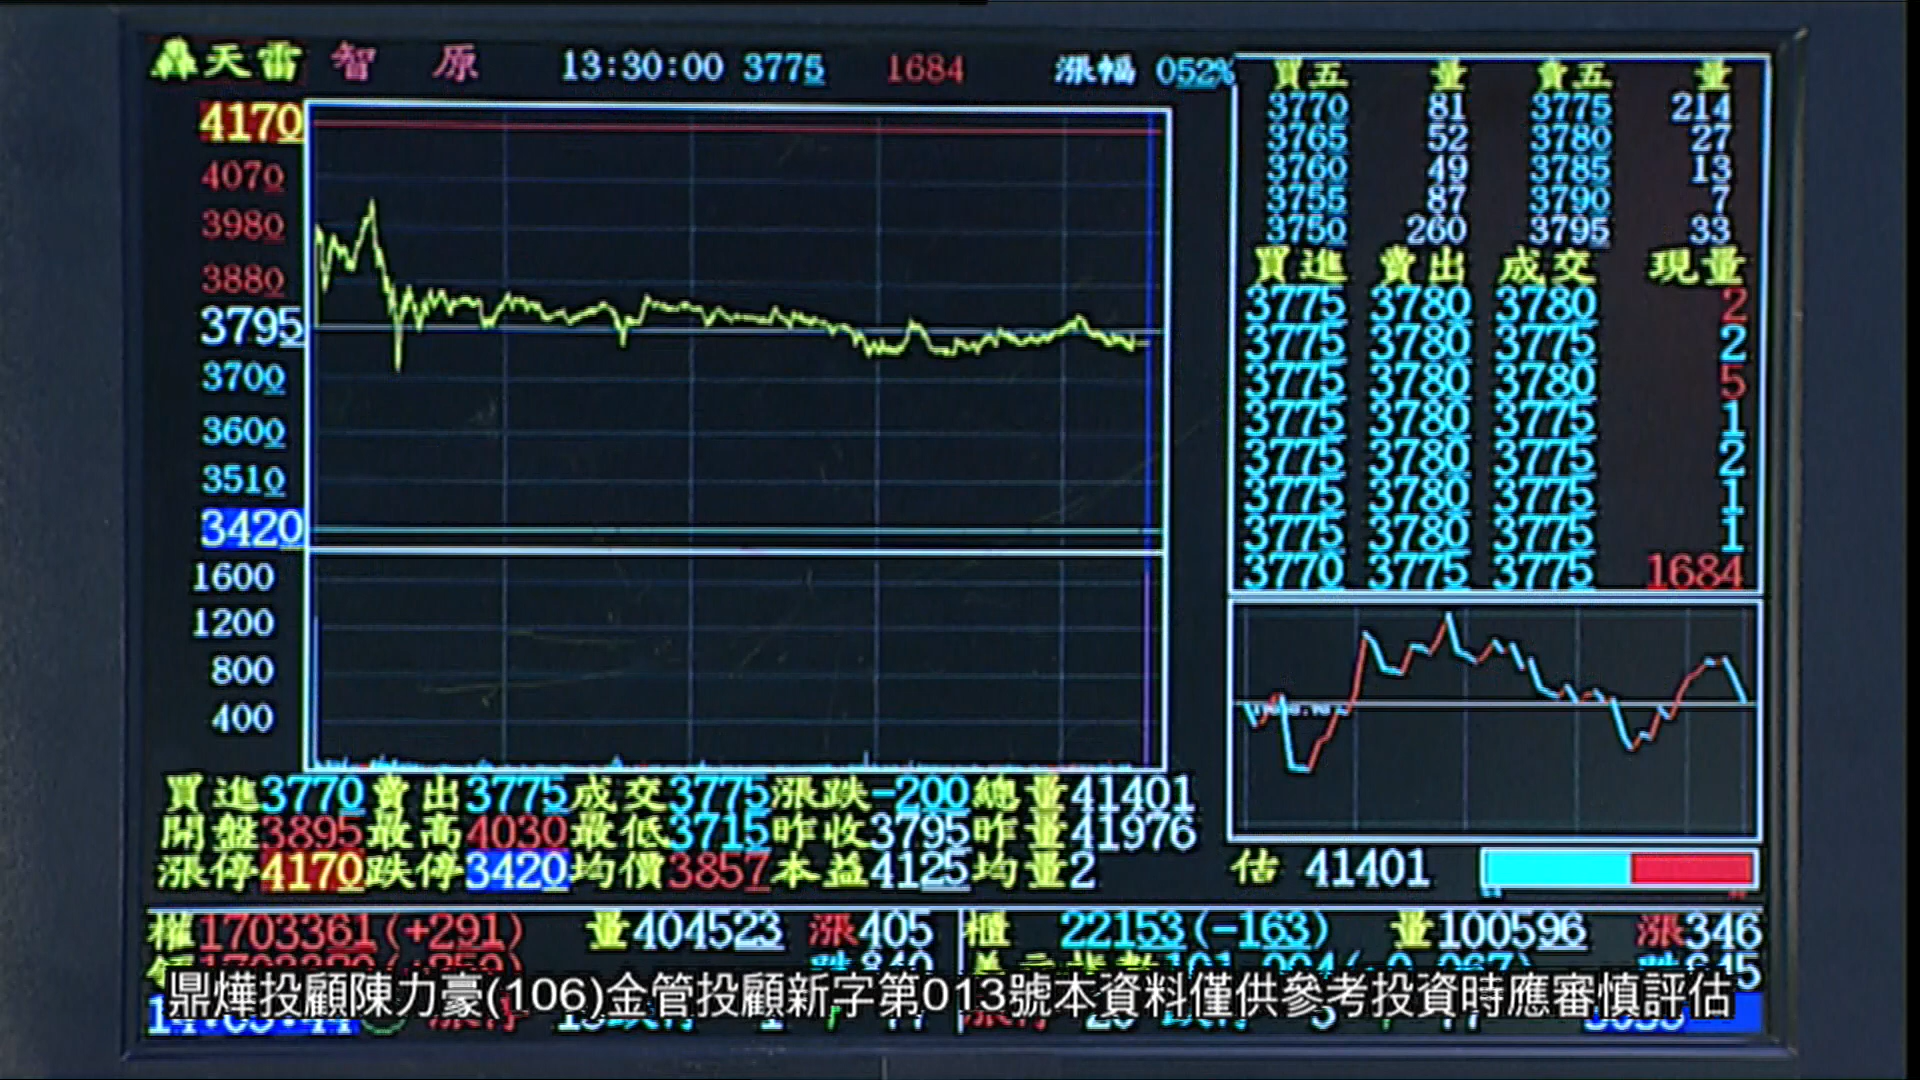 轟天雷 智原 13:30:00 3775 1684 漲幅 052%
4170
4070
3980
3880
3795
3700
3600
3510
3420
1600
1200
800
400
買五 量 賣五 量
3770 81 3775 214
3765 52 3780 27
3760 49 3785 13
3755 87 3790 7
3750 260 3795 33
買進 賣出 成交 現量
3775 3780 3780 2
3775 3780 3775 2
3775 3780 3780 5
3775 3780 3775 1
3775 3780 3775 2
3775 3780 3775 1
3775 3780 3775 1
3770 3775 3775 1684
買進3770 賣出3775 成交3775 漲跌-200 總量41401
開盤3895 最高4030 最低3715 昨收3795 昨量41976
漲停4170 跌停3420 均價3857 本益4125 均量2
估 41401
權1703361(+291) 量404523 漲405 櫃 22153(-163) 量100596 漲346
鼎燁投顧陳力豪(106)金管投顧新字第013號本資料僅供參考投資時應審慎評估